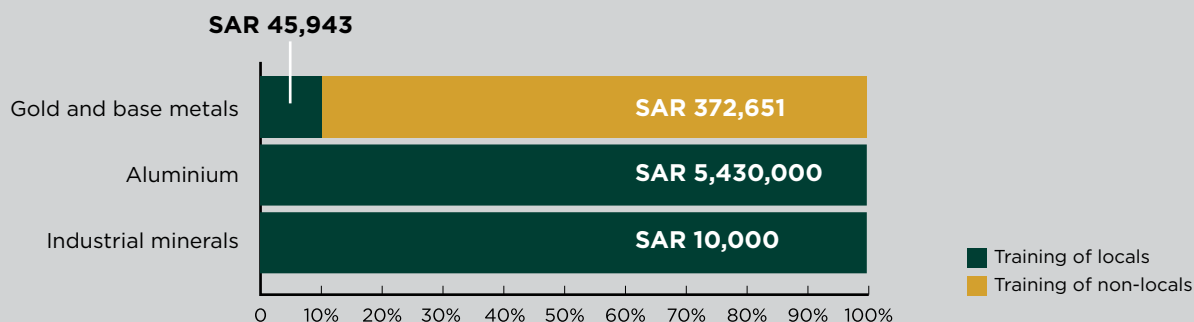 SAR 45,943
Gold and base metals
SAR 372,651
Aluminium
SAR 5,430,000
Industrial minerals
SAR 10,000
Training of locals
Training of non-locals
0 10% 20% 30% 40% 50% 60% 70% 80% 90% 100%